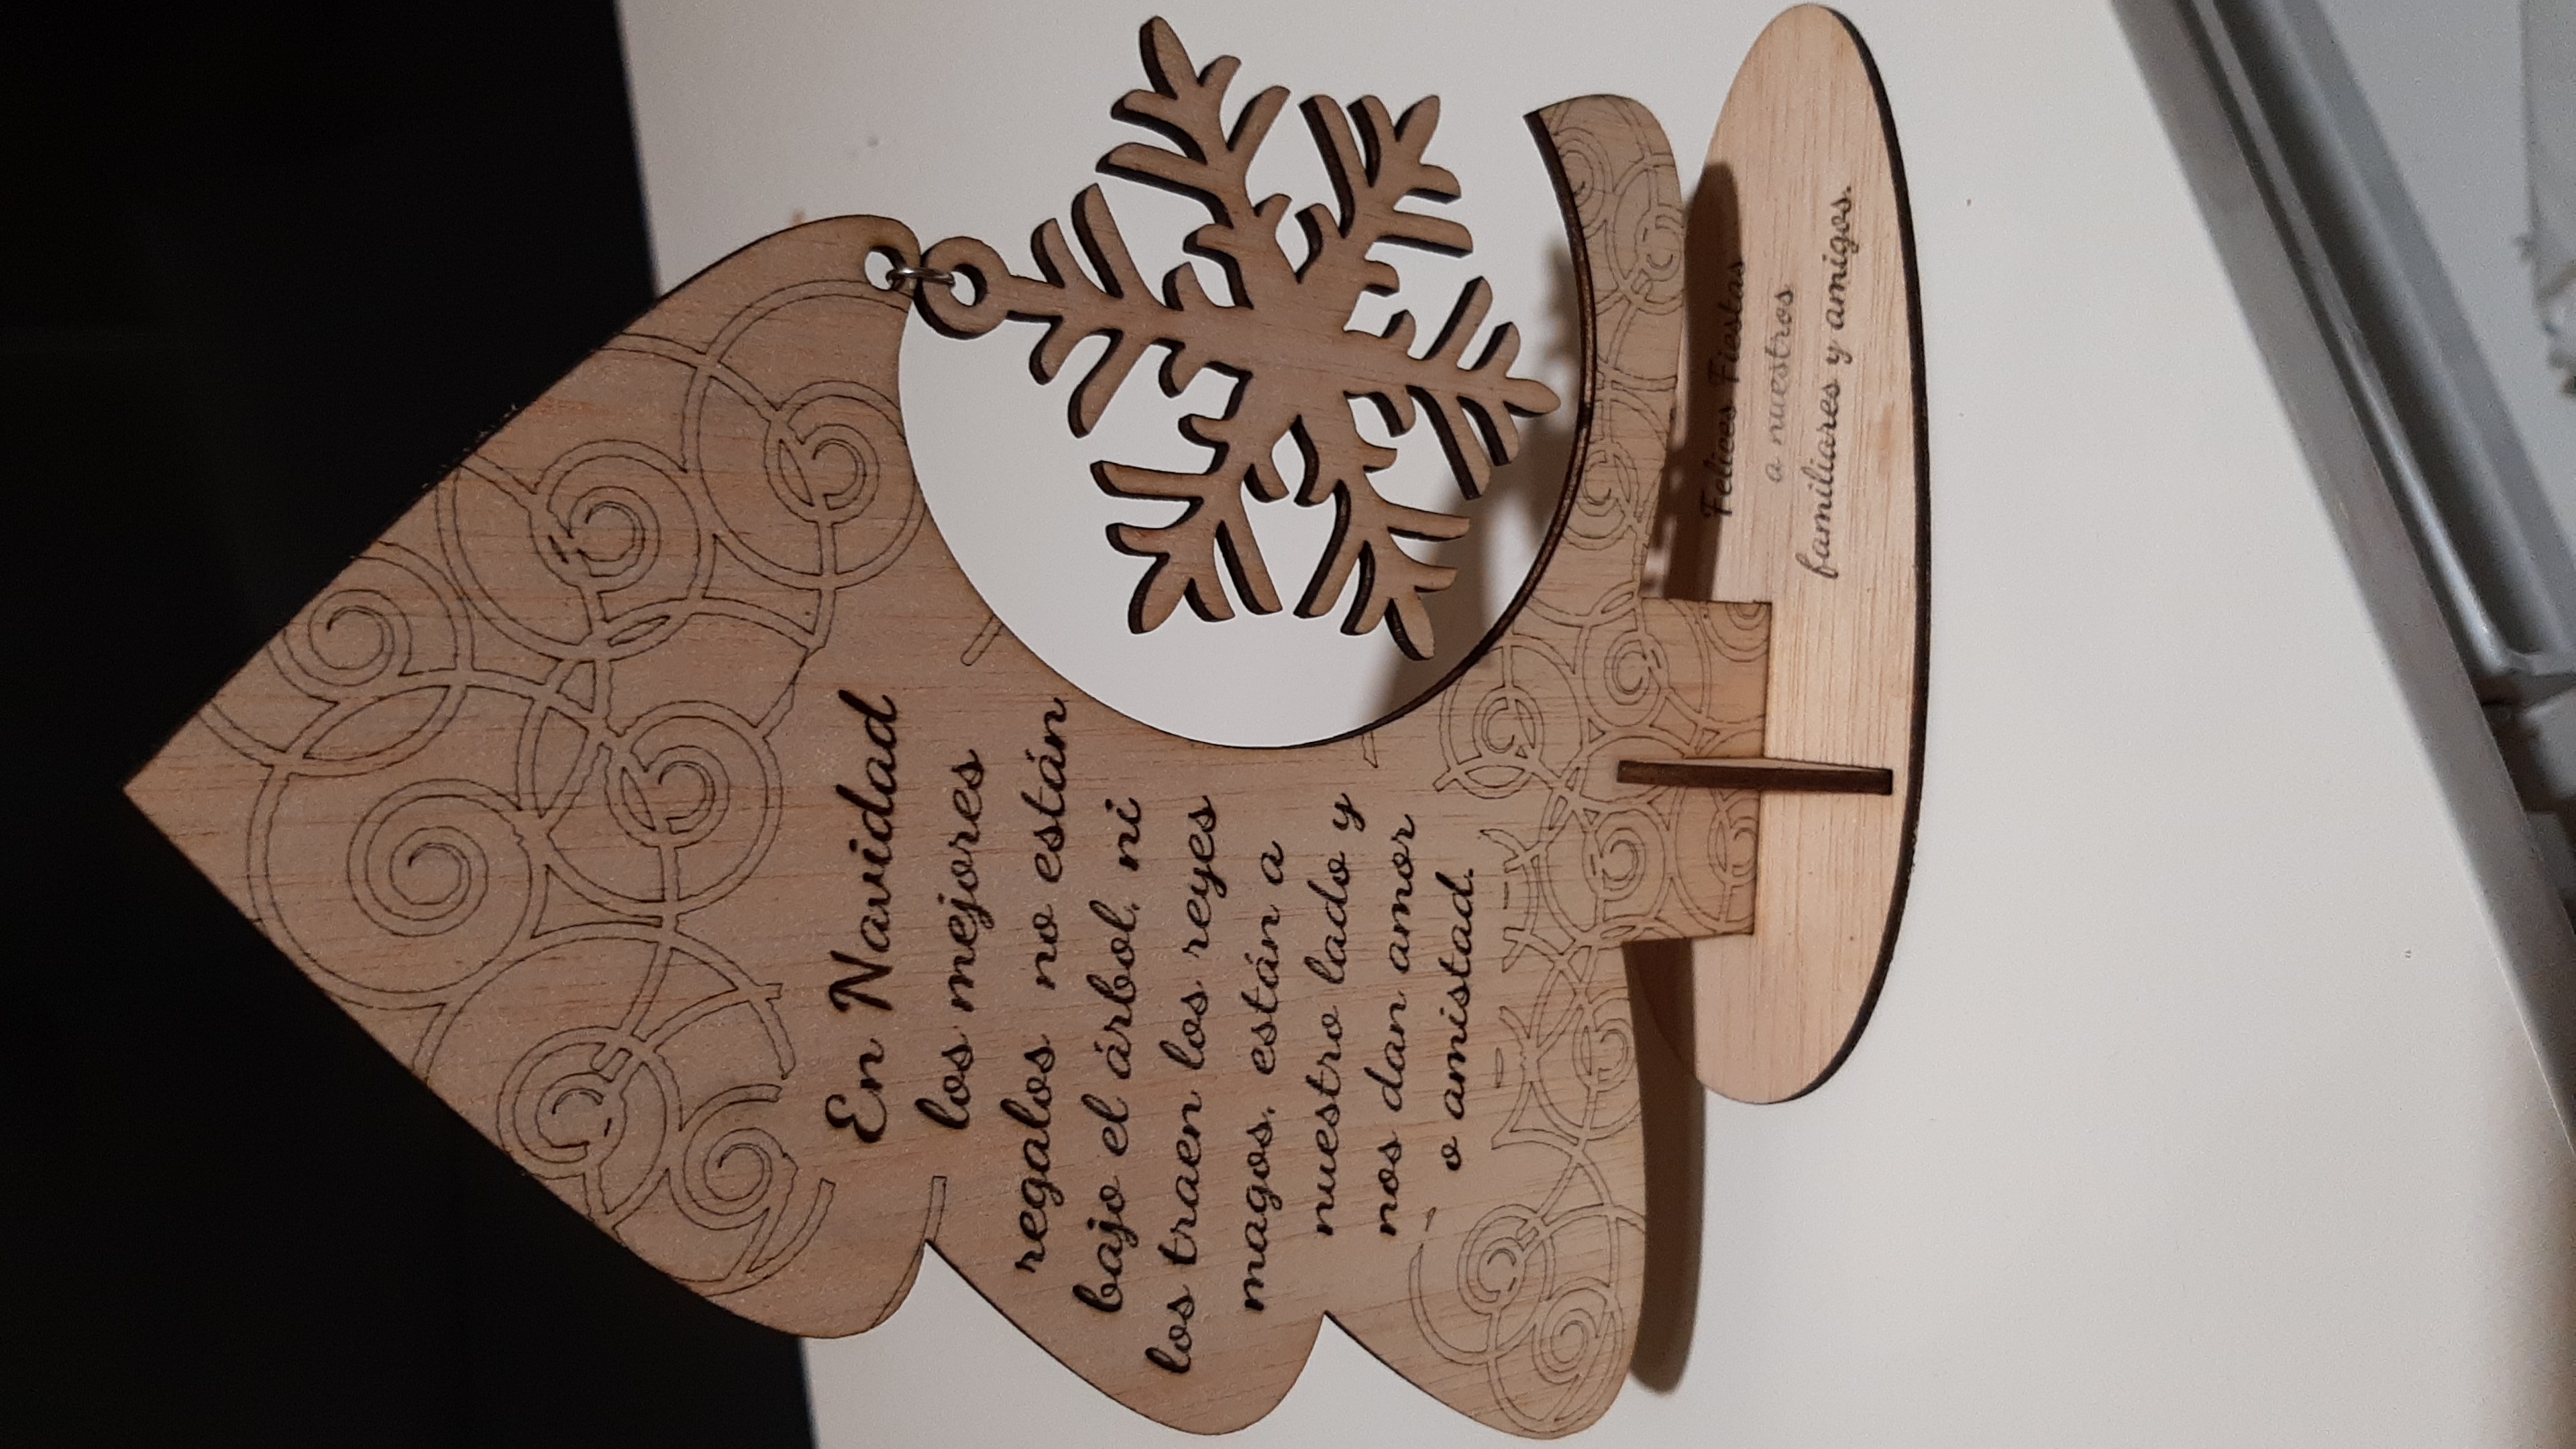 En Navidad
los mejores
regalos no están
bajo el árbol, ni
los traen los reyes
magos, están a
nuestro lado y
nos dan amor
o amistad.
Felices Fiestas
a nuestros
familiares y amigos.